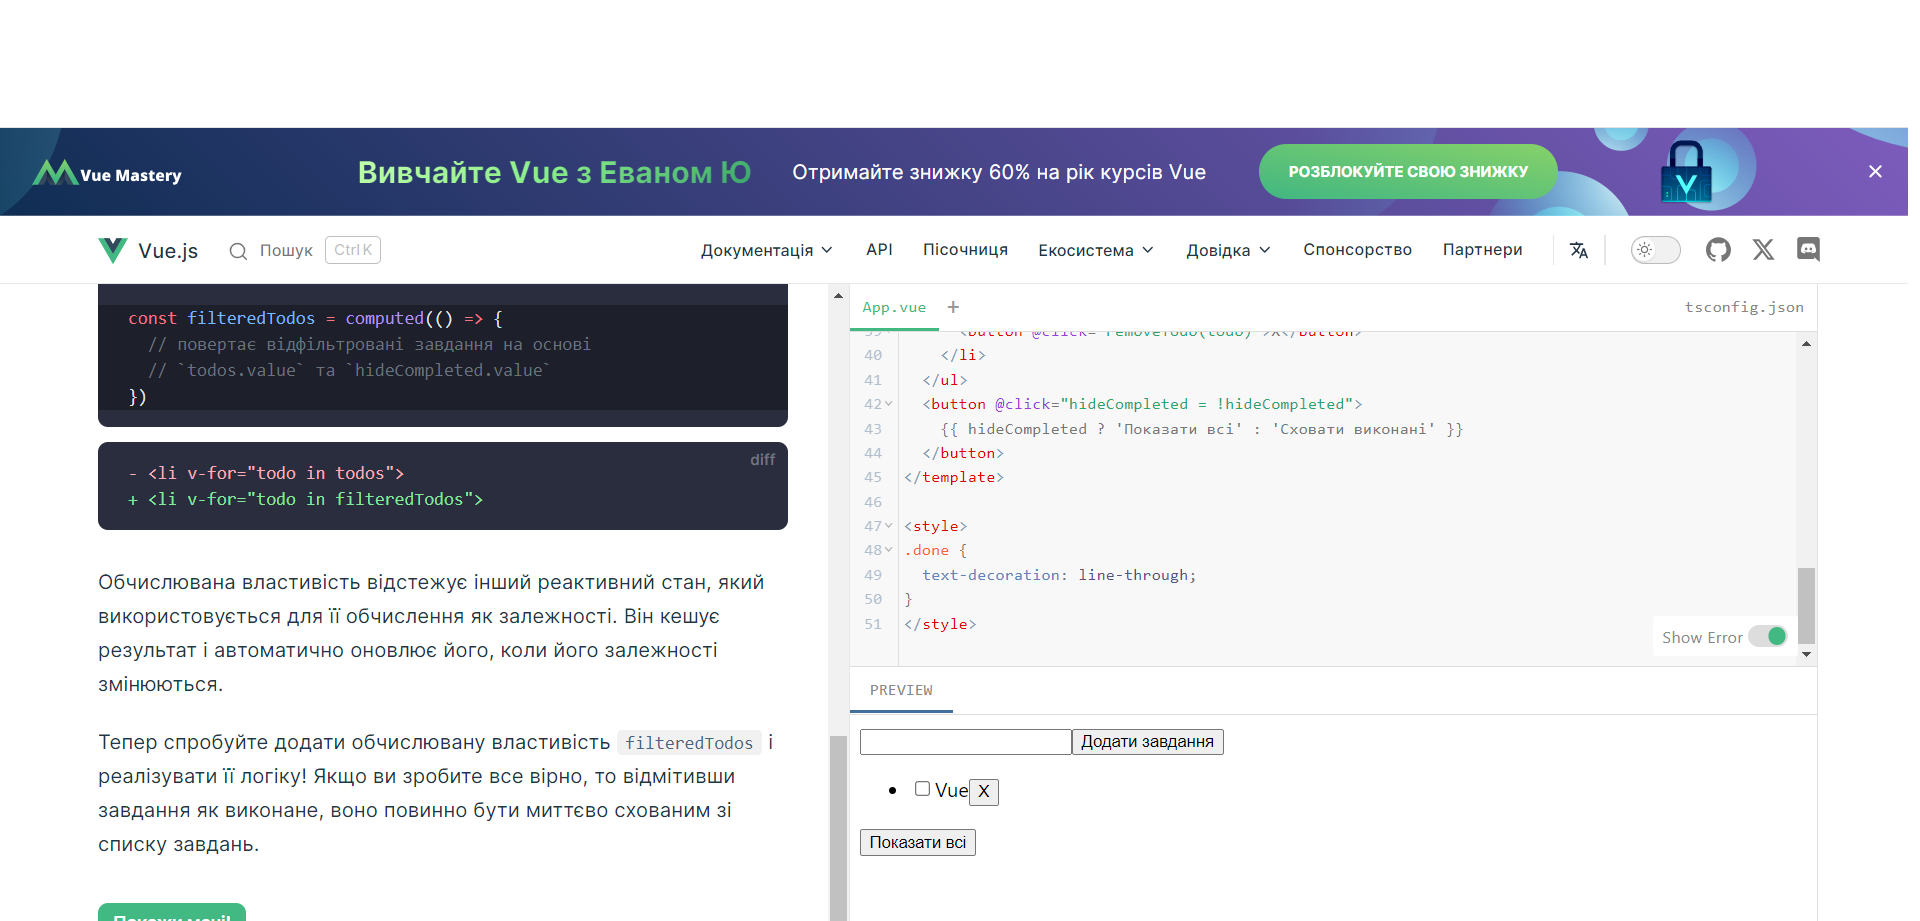 Vue Mastery
Вивчайте Vue з Еваном Ю
Отримайте знижку 60% на рік курсів Vue
РОЗБЛОКУЙТЕ СВОЮ ЗНИЖКУ
Vue.js
Пошук
Ctrl K
Документація
API
Пісочниця
Екосистема
Довідка
Спонсорство
Партнери
const filteredTodos = computed(() => {
// повертає відфільтровані завдання на основі
// `todos.value` та `hideCompleted.value`
})
diff
- <li v-for="todo in todos">
+ <li v-for="todo in filteredTodos">
Обчислювана властивість відстежує інший реактивний стан, який
використовується для її обчислення як залежності. Він кешує
результат і автоматично оновлює його, коли його залежності
змінюються.
Тепер спробуйте додати обчислювану властивість filteredTodos і
реалізувати її логіку! Якщо ви зробите все вірно, то відмітивши
завдання як виконане, воно повинно бути миттєво схованим зі
списку завдань.
Покажи мені!
App.vue +
tsconfig.json
39 <button @click="removeTodo(todo)">X</button>
40 </li>
41 </ul>
42 <button @click="hideCompleted = !hideCompleted">
43 {{ hideCompleted ? 'Показати всі' : 'Сховати виконані' }}
44 </button>
45 </template>
46
47 <style>
48 .done {
49 text-decoration: line-through;
50 }
51 </style>
Show Error
PREVIEW
Додати завдання
Vue X
Показати всі